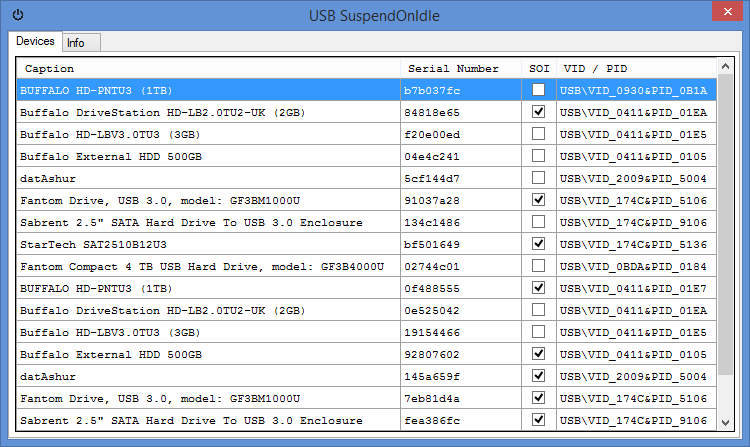 USB SuspendOnIdle
Devices Info
Caption Serial Number SOI VID / PID
BUFFALO HD-PNTU3 (1TB) b7b037fc USB\VID_0930&PID_0B1A
Buffalo DriveStation HD-LB2.0TU2-UK (2GB) 84818e65 USB\VID_0411&PID_01EA
Buffalo HD-LBV3.0TU3 (3GB) f20e00ed USB\VID_0411&PID_01E5
Buffalo External HDD 500GB 04e4c241 USB\VID_0411&PID_0105
datAshur 5cf144d7 USB\VID_2009&PID_5004
Fantom Drive, USB 3.0, model: GF3BM1000U 91037a28 USB\VID_174C&PID_5106
Sabrent 2.5" SATA Hard Drive To USB 3.0 Enclosure 134c1486 USB\VID_174C&PID_9106
StarTech SAT2510B12U3 bf501649 USB\VID_174C&PID_5136
Fantom Compact 4 TB USB Hard Drive, model: GF3B4000U 02744c01 USB\VID_0BDA&PID_0184
BUFFALO HD-PNTU3 (1TB) 0f488555 USB\VID_0411&PID_01E7
Buffalo DriveStation HD-LB2.0TU2-UK (2GB) 0e525042 USB\VID_0411&PID_01EA
Buffalo HD-LBV3.0TU3 (3GB) 19154466 USB\VID_0411&PID_01E5
Buffalo External HDD 500GB 92807602 USB\VID_0411&PID_0105
datAshur 145a659f USB\VID_2009&PID_5004
Fantom Drive, USB 3.0, model: GF3BM1000U 7eb81d4a USB\VID_174C&PID_5106
Sabrent 2.5" SATA Hard Drive To USB 3.0 Enclosure fea386fc USB\VID_174C&PID_9106